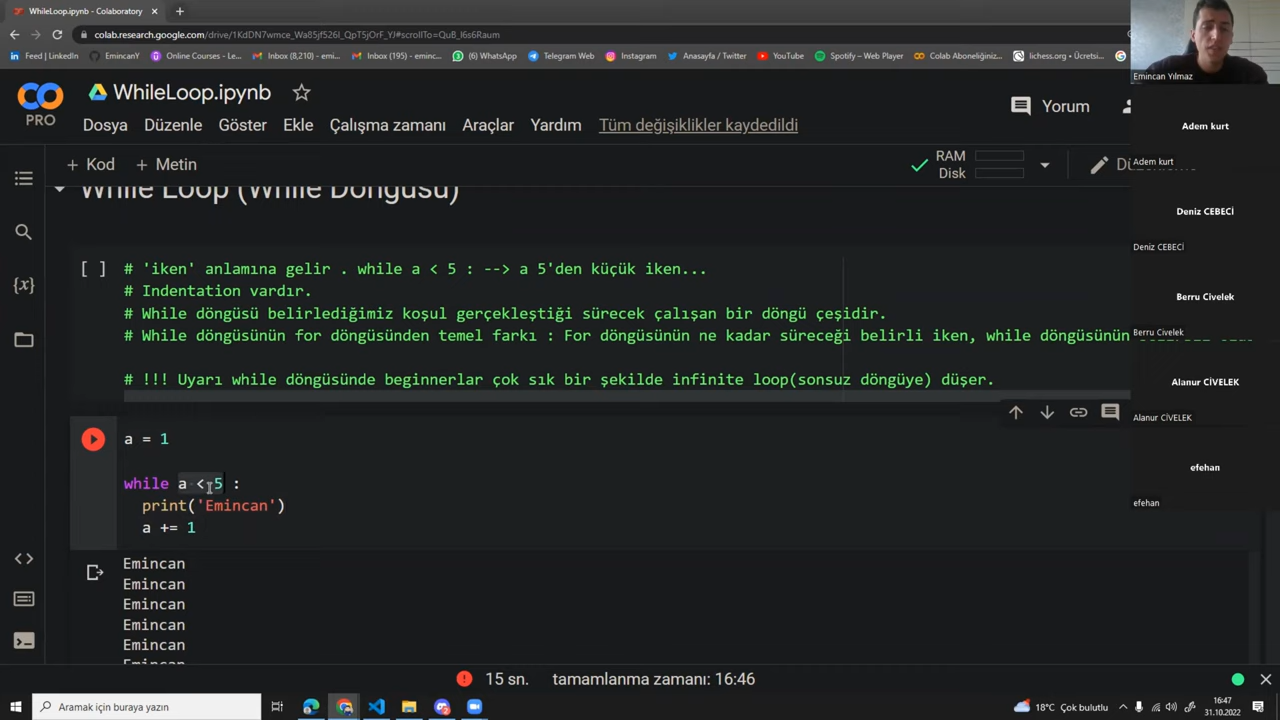 WhileLoop.ipynb - Colaboratory
colab.research.google.com/drive/1KdDN7wmce_Wa85jf526I_QpT5jOrF_YJ#scrollTo=Qu8_l6s6Raum
Feed | LinkedIn
EmincanY
Online Courses - Le...
Inbox (8,210) - emi...
Inbox (195) - eminc...
(6) WhatsApp
Telegram Web
Instagram
Anasayfa / Twitter
YouTube
Spotify – Web Player
Colab Aboneliğiniz...
lichess.org • Ücretsi...
PRO
WhileLoop.ipynb
Yorum
Dosya Düzenle Göster Ekle Çalışma zamanı Araçlar Yardım Tüm değişiklikler kaydedildi
+ Kod + Metin
RAM
Disk
While Loop (While Döngüsü)
[ ] # 'iken' anlamına gelir . while a < 5 : --> a 5'den küçük iken...
# Indentation vardır.
# While döngüsü belirlediğimiz koşul gerçekleştiği sürecek çalışan bir döngü çeşidir.
# While döngüsünün for döngüsünden temel farkı : For döngüsünün ne kadar süreceği belirli iken, while döngüsünün
# !!! Uyarı while döngüsünde beginnerlar çok sık bir şekilde infinite loop(sonsuz döngüye) düşer.
a = 1
while a < 5 :
print('Emincan')
a += 1
Emincan
Emincan
Emincan
Emincan
Emincan
Emincan
15 sn. tamamlanma zamanı: 16:46
Aramak için buraya yazın
18°C Çok bulutlu
16:47
31.10.2022
Emincan Yılmaz
Adem kurt
Adem kurt
Deniz CEBECİ
Deniz CEBECİ
Berru Civelek
Berru Civelek
Alanur CİVELEK
Alanur CİVELEK
efehan
efehan